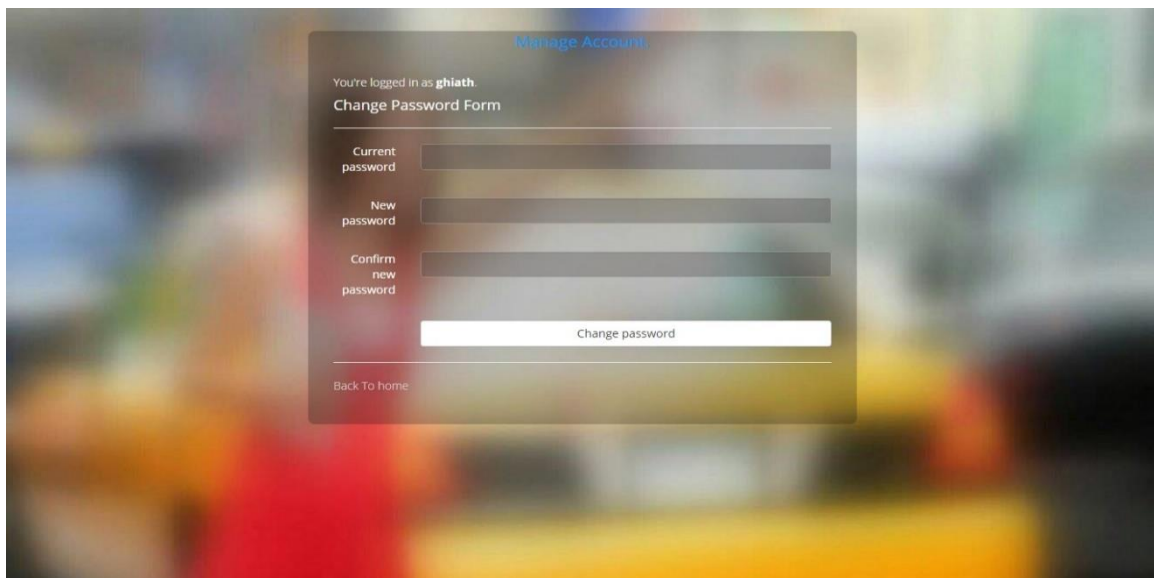 Manage Account.
You're logged in as ghiath.
Change Password Form
Current
password
New
password
Confirm
new
password
Change password
Back To home